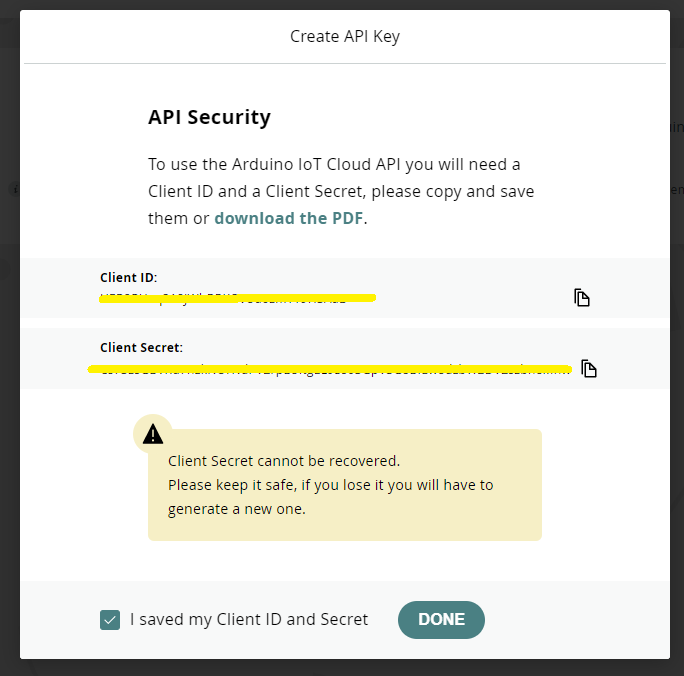 Create API Key
API Security
To use the Arduino IoT Cloud API you will need a
Client ID and a Client Secret, please copy and save
them or download the PDF.
Client ID:
Client Secret:
Client Secret cannot be recovered.
Please keep it safe, if you lose it you will have to
generate a new one.
I saved my Client ID and Secret
DONE